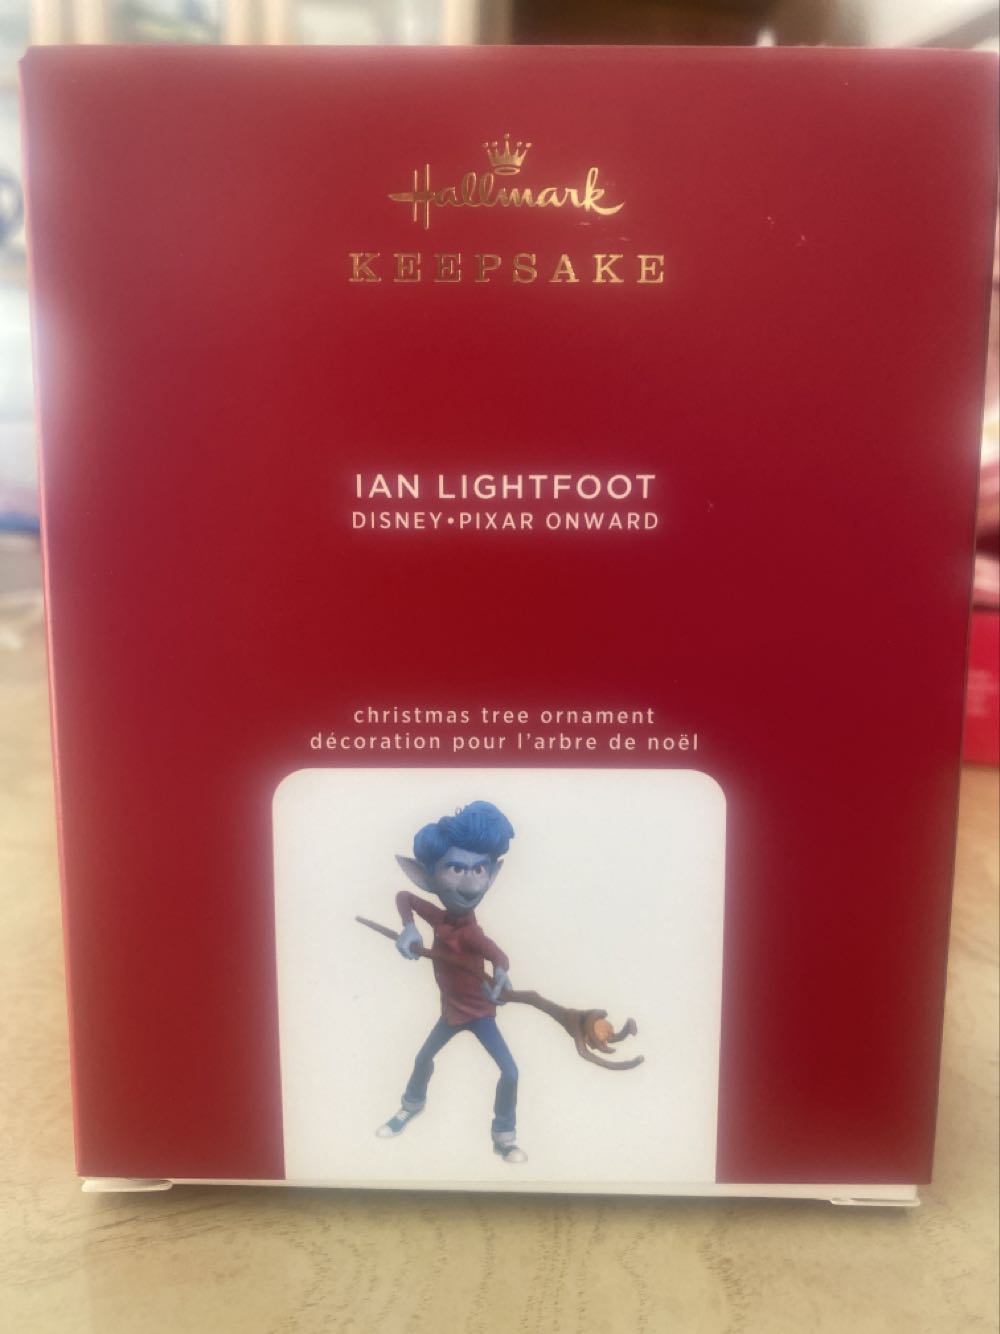 Hallmark
KEEPSAKE
IAN LIGHTFOOT
DISNEY•PIXAR ONWARD
christmas tree ornament
décoration pour l'arbre de noël